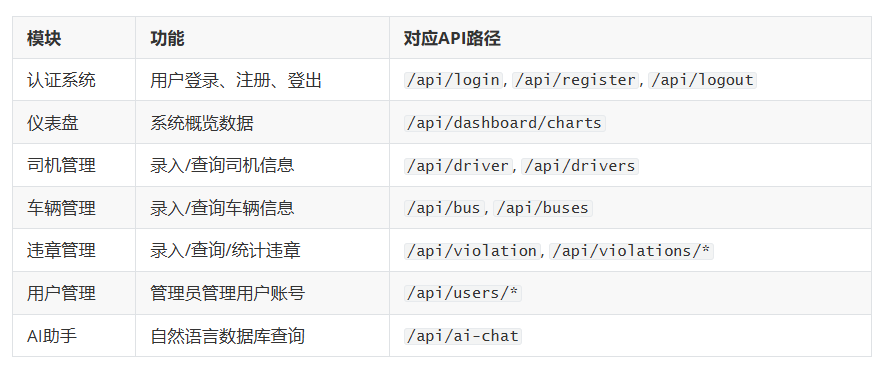 模块 功能 对应API路径
认证系统 用户登录、注册、登出 /api/login, /api/register, /api/logout
仪表盘 系统概览数据 /api/dashboard/charts
司机管理 录入/查询司机信息 /api/driver, /api/drivers
车辆管理 录入/查询车辆信息 /api/bus, /api/buses
违章管理 录入/查询/统计违章 /api/violation, /api/violations/*
用户管理 管理员管理用户账号 /api/users/*
AI助手 自然语言数据库查询 /api/ai-chat